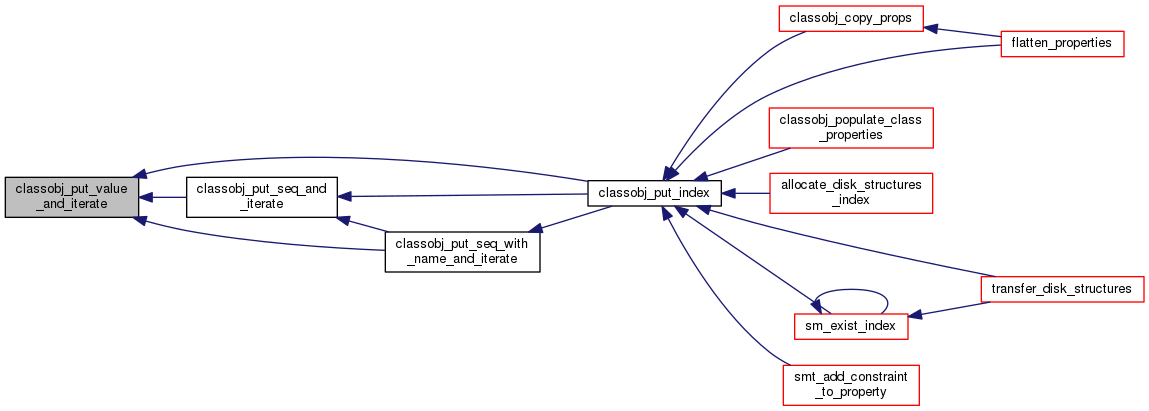 classobj_put_value
_and_iterate
classobj_put_seq_and
_iterate
classobj_put_seq_with
_name_and_iterate
classobj_put_index
classobj_copy_props
flatten_properties
classobj_populate_class
_properties
allocate_disk_structures
_index
transfer_disk_structures
sm_exist_index
smt_add_constraint
_to_property